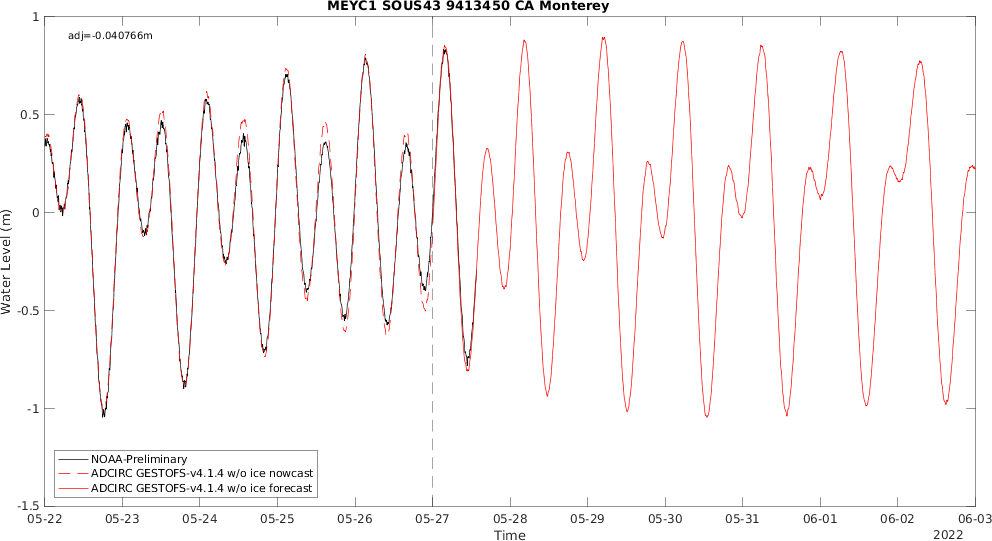 MEYC1 SOUS43 9413450 CA Monterey
adj=-0.040766m
1
0.5
0
-0.5
-1
-1.5
Water Level (m)
NOAA-Preliminary
ADCIRC GESTOFS-v4.1.4 w/o ice nowcast
ADCIRC GESTOFS-v4.1.4 w/o ice forecast
05-22 05-23 05-24 05-25 05-26 05-27 05-28 05-29 05-30 05-31 06-01 06-02 06-03
Time
2022